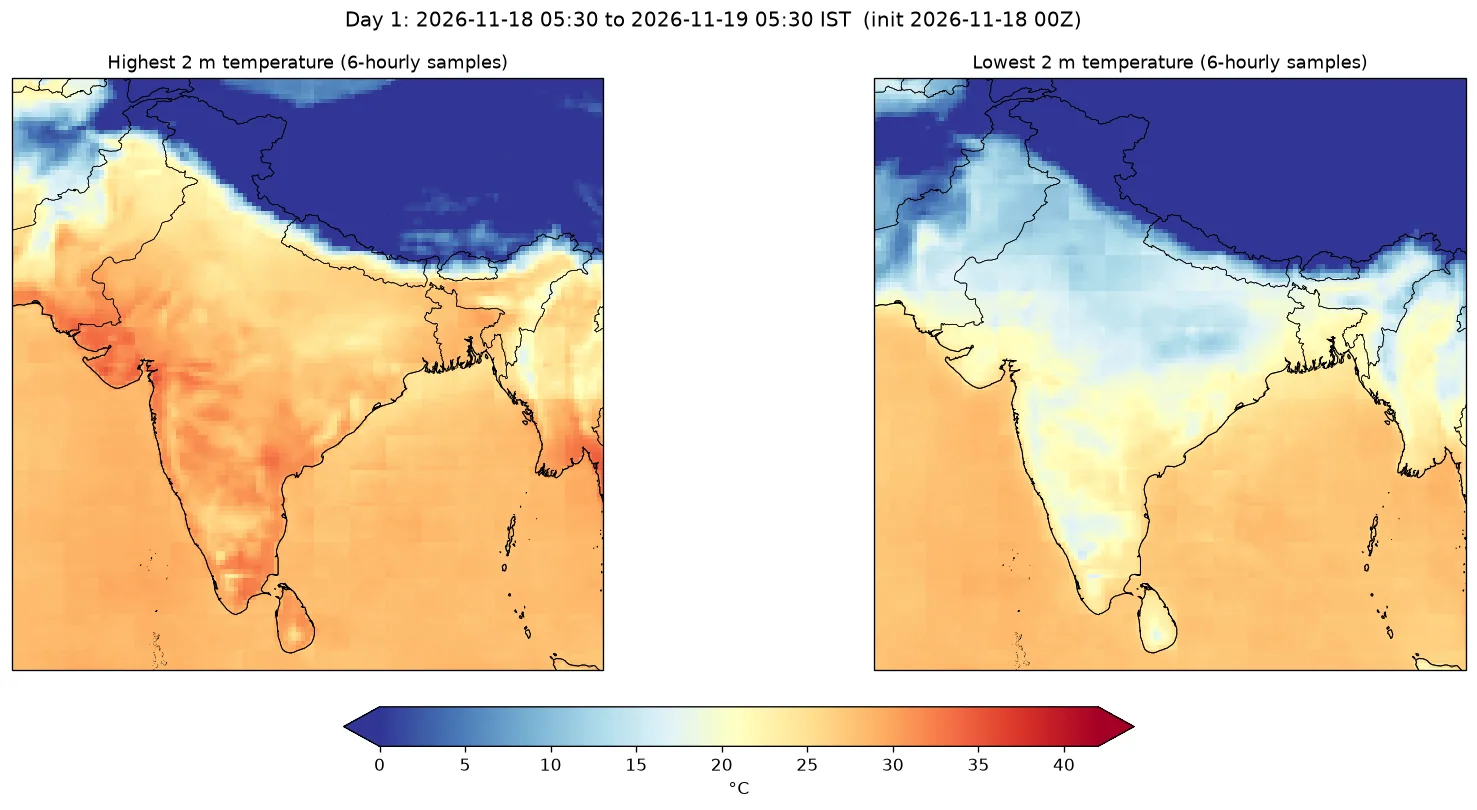 Day 1: 2026-11-18 05:30 to 2026-11-19 05:30 IST  (init 2026-11-18 00Z)
Highest 2 m temperature (6-hourly samples)
Lowest 2 m temperature (6-hourly samples)
0 5 10 15 20 25 30 35 40
°C